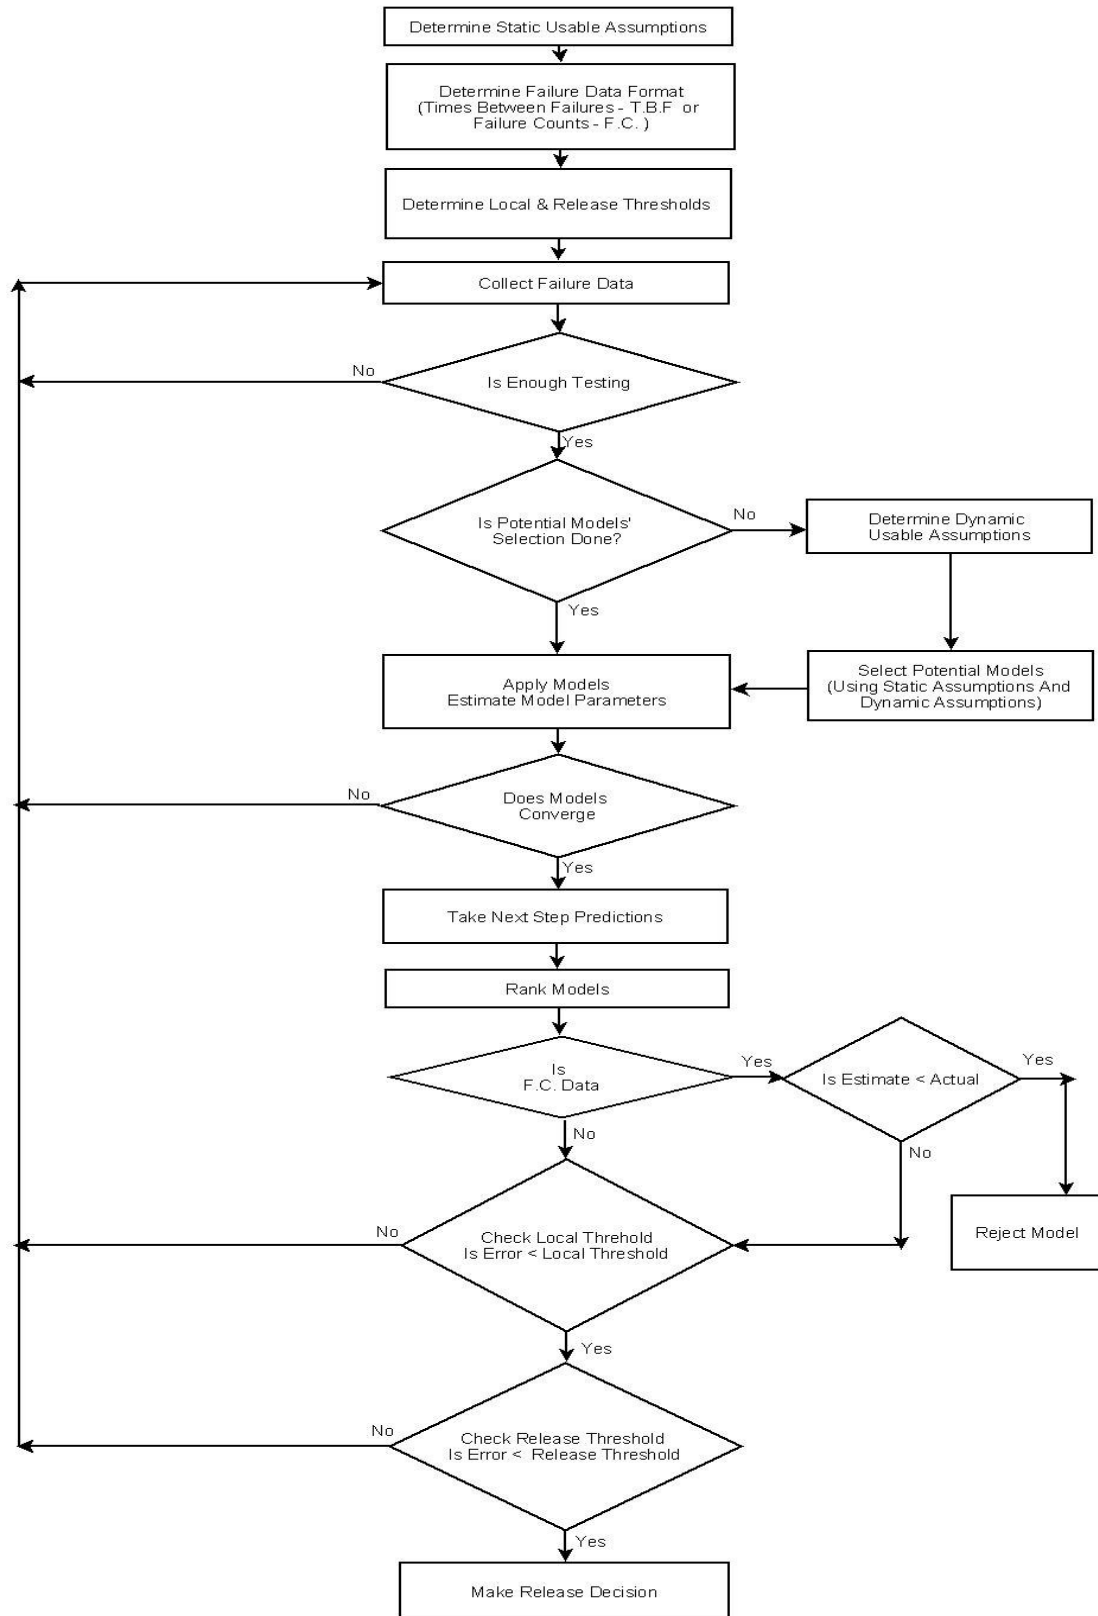 Determine Static Usable Assumptions
Determine Failure Data Format
(Times Between Failures - T.B.F or
Failure Counts - F.C. )
Determine Local & Release Thresholds
Collect Failure Data
No
Is Enough Testing
Yes
Is Potential Models'
Selection Done?
No
Determine Dynamic
Usable Assumptions
Yes
Select Potential Models
(Using Static Assumptions And
Dynamic Assumptions)
Apply Models
Estimate Model Parameters
No
Does Models
Converge
Yes
Take Next Step Predictions
Rank Models
Is
F.C. Data
Yes
Is Estimate < Actual
Yes
No
No
Reject Model
No
Check Local Threhold
Is Error < Local Threshold
Yes
No
Check Release Threshold
Is Error < Release Threshold
Yes
Make Release Decision